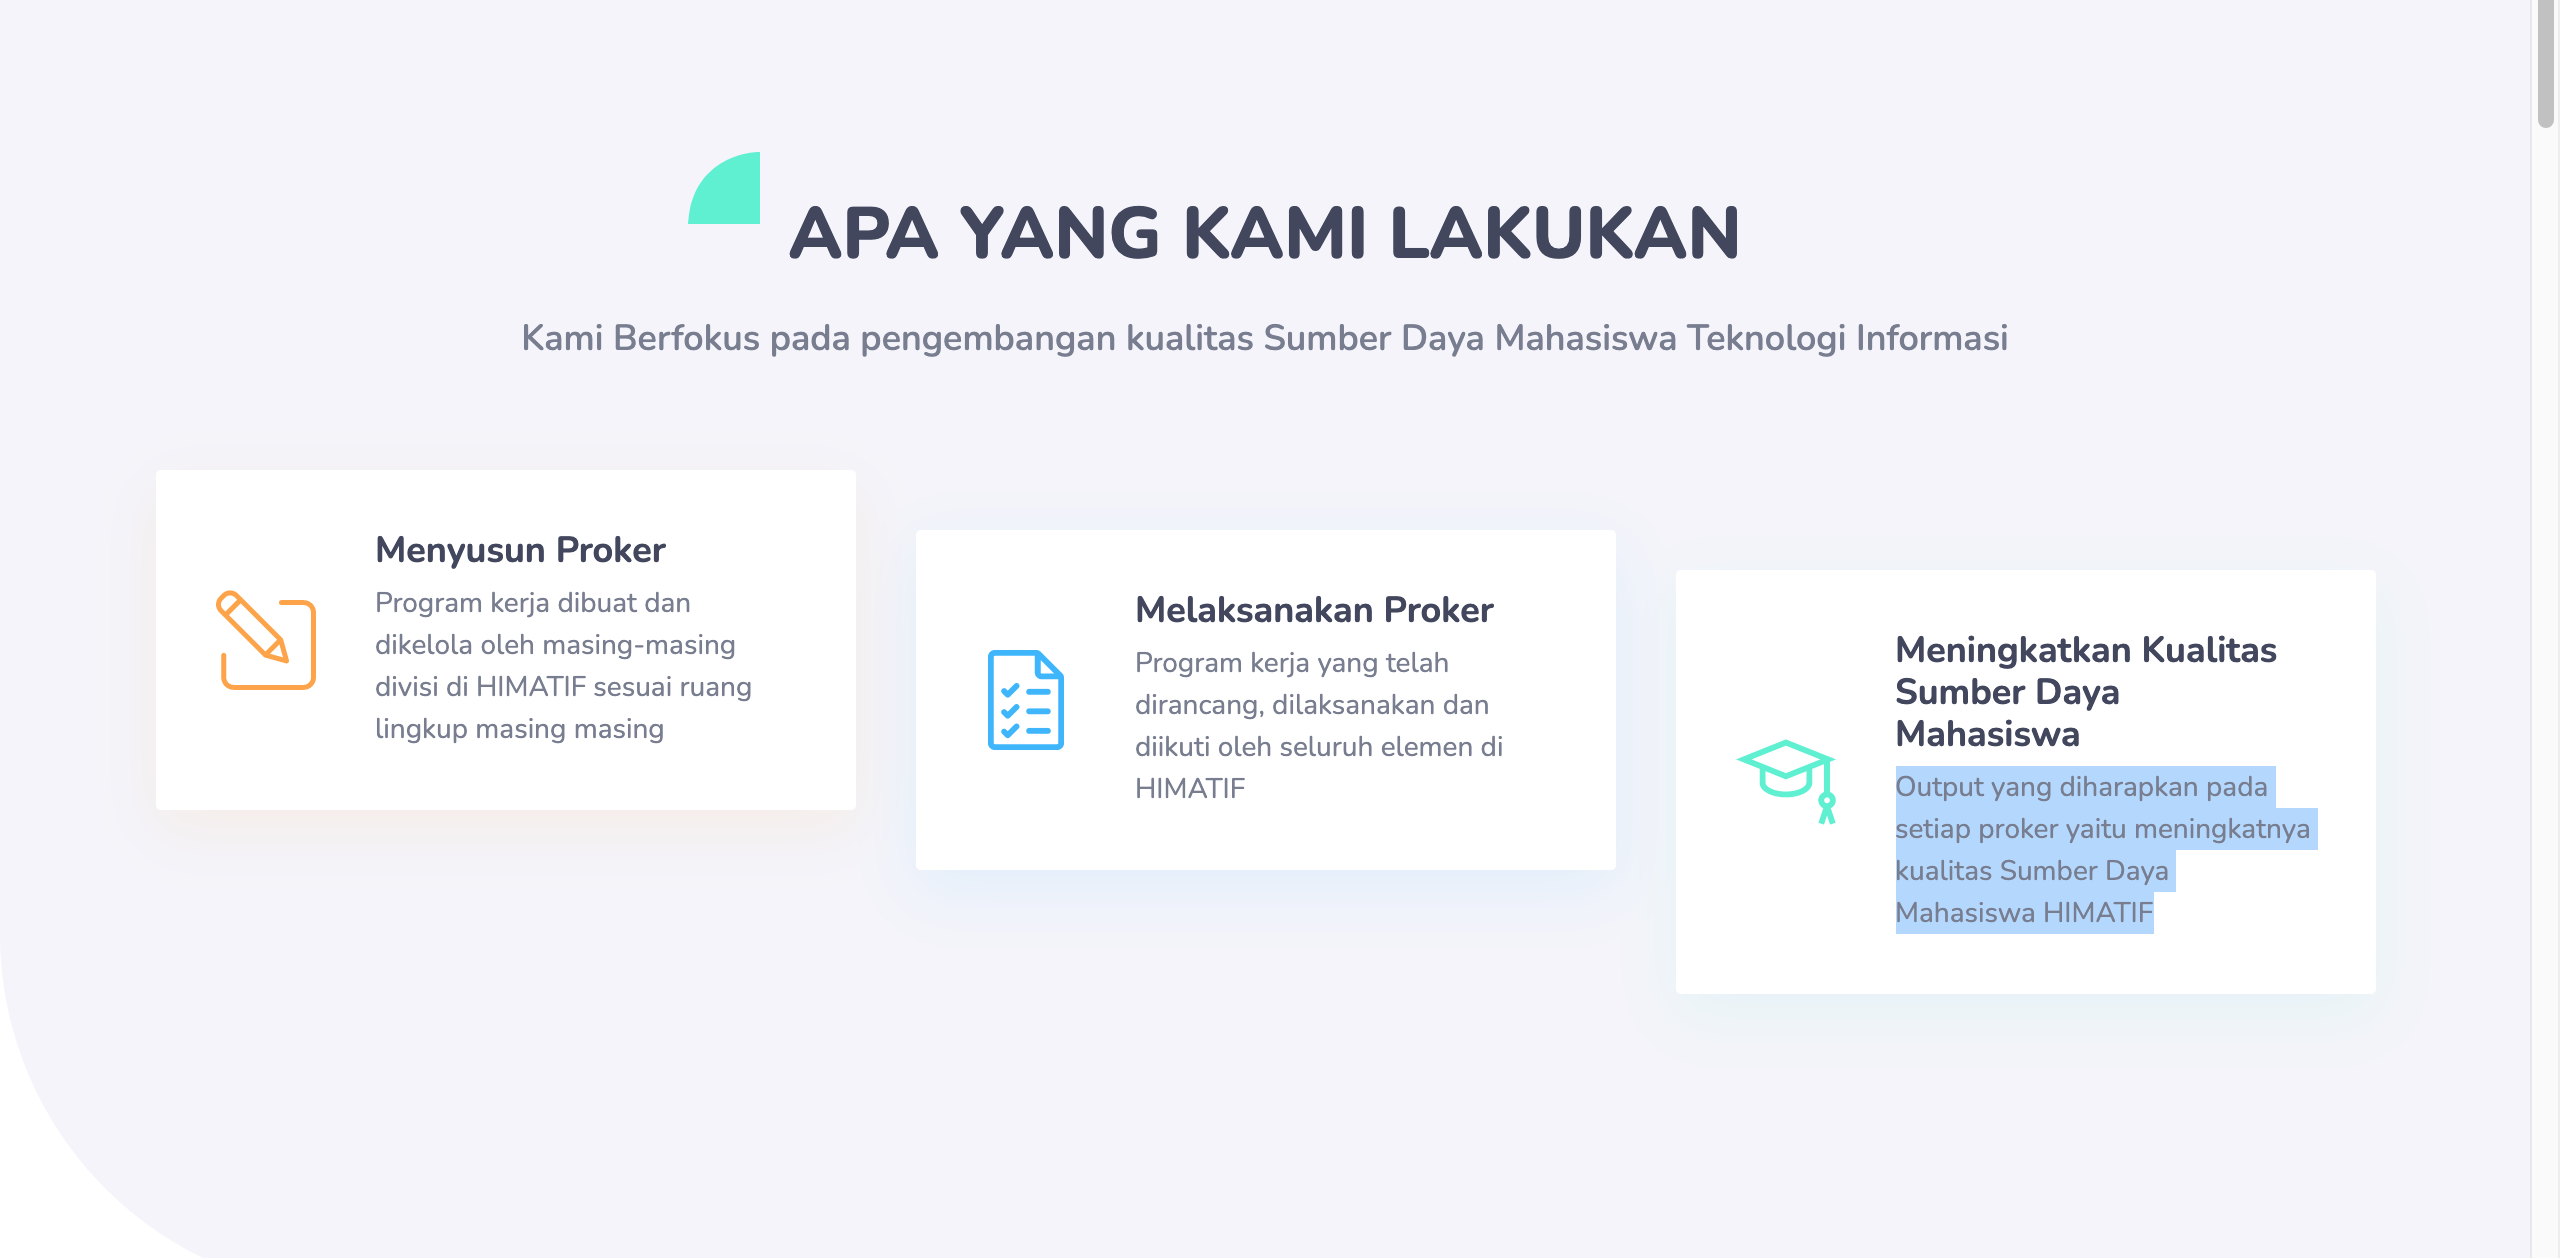 APA YANG KAMI LAKUKAN
Kami Berfokus pada pengembangan kualitas Sumber Daya Mahasiswa Teknologi Informasi
Menyusun Proker
Program kerja dibuat dan
dikelola oleh masing-masing
divisi di HIMATIF sesuai ruang
lingkup masing masing
Melaksanakan Proker
Program kerja yang telah
dirancang, dilaksanakan dan
diikuti oleh seluruh elemen di
HIMATIF
Meningkatkan Kualitas
Sumber Daya
Mahasiswa
Output yang diharapkan pada
setiap proker yaitu meningkatnya
kualitas Sumber Daya
Mahasiswa HIMATIF